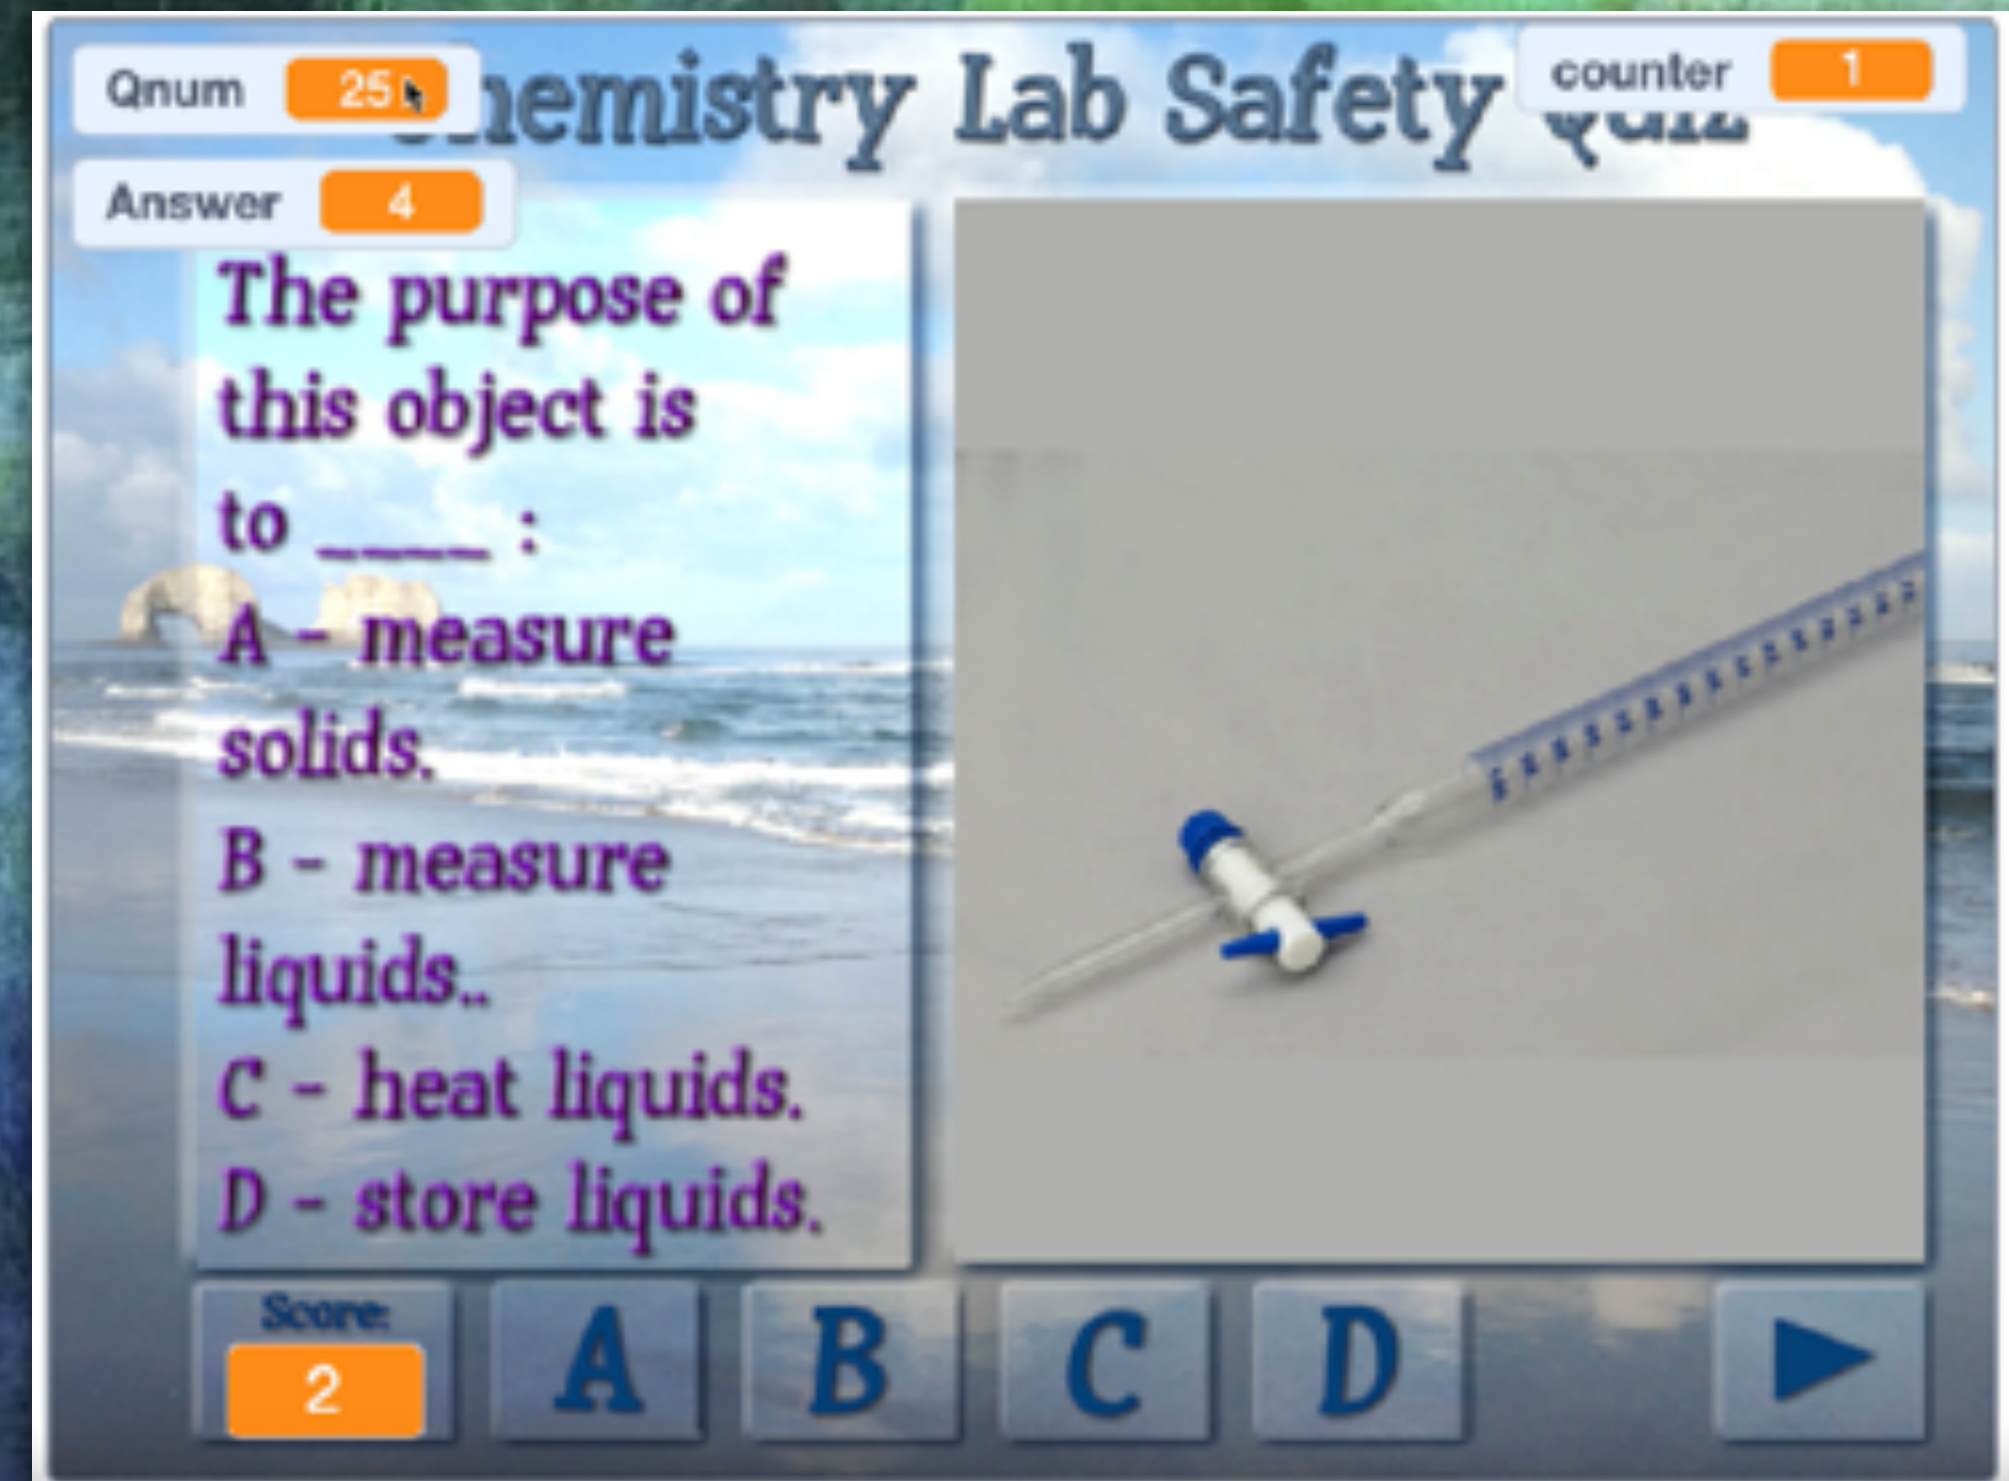 Qnum 25
hemistry Lab Safety Quiz
counter 1
Answer 4
The purpose of
this object is
to ____ :
A - measure
solids.
B - measure
liquids..
C - heat liquids.
D - store liquids.
Score:
2
A B C D